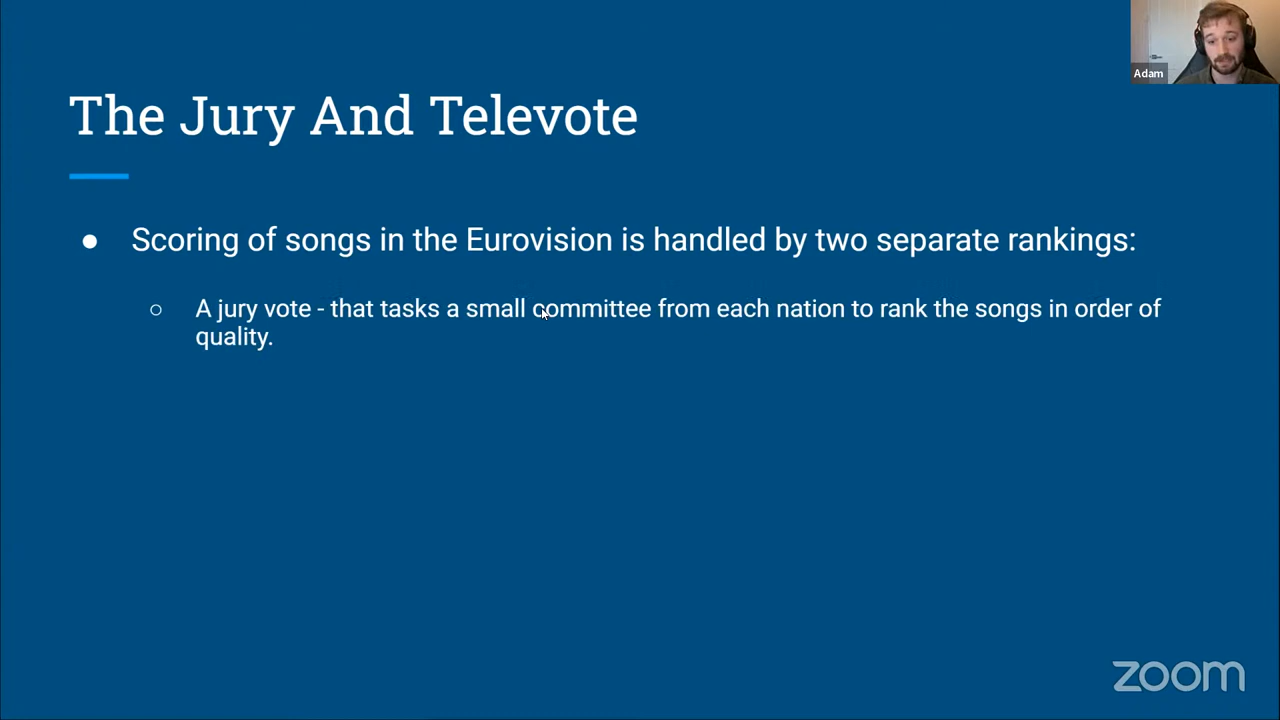 Adam
The Jury And Televote
● Scoring of songs in the Eurovision is handled by two separate rankings:
○ A jury vote - that tasks a small committee from each nation to rank the songs in order of
quality.
zoom